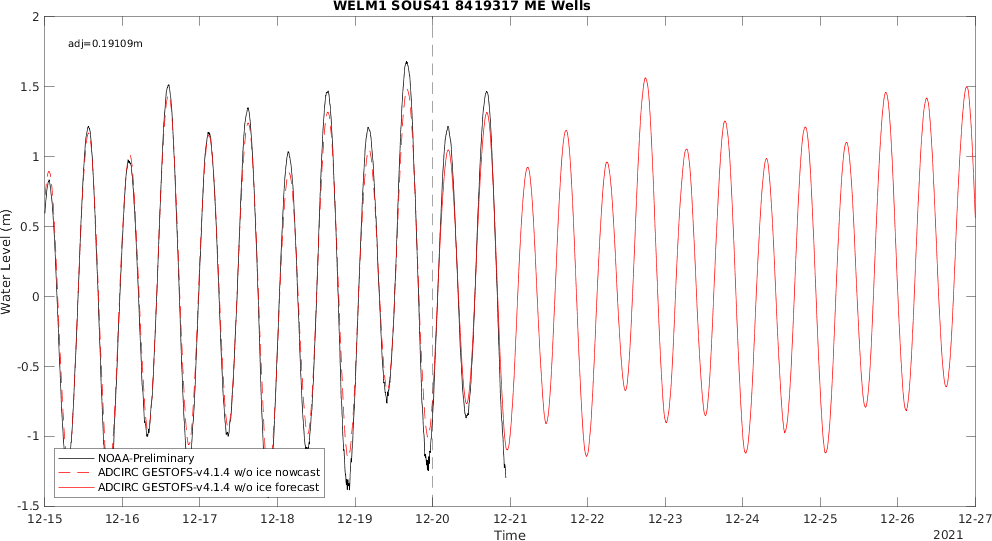 WELM1 SOUS41 8419317 ME Wells
adj=0.19109m
Water Level (m)
2
1.5
1
0.5
0
-0.5
-1
-1.5
NOAA-Preliminary
ADCIRC GESTOFS-v4.1.4 w/o ice nowcast
ADCIRC GESTOFS-v4.1.4 w/o ice forecast
12-15 12-16 12-17 12-18 12-19 12-20 12-21 12-22 12-23 12-24 12-25 12-26 12-27
Time
2021